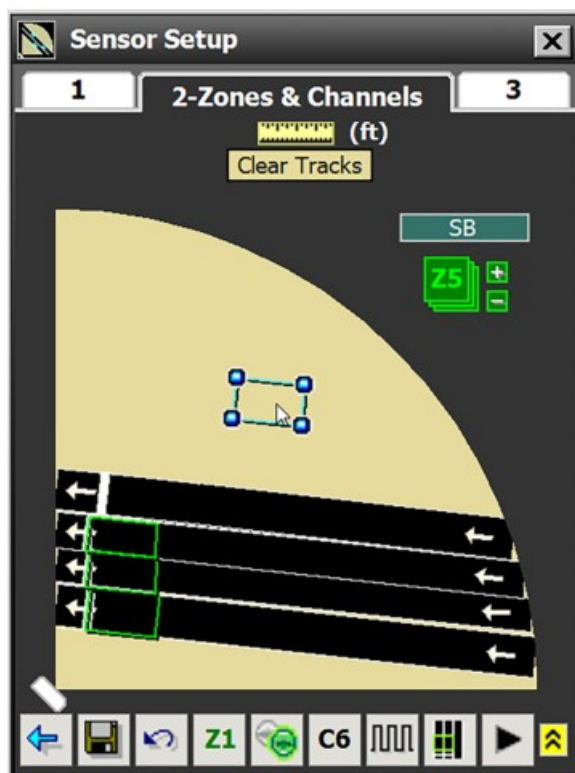 Sensor Setup
1 2-Zones & Channels 3
(ft)
Clear Tracks
SB
Z5
Z1 C6